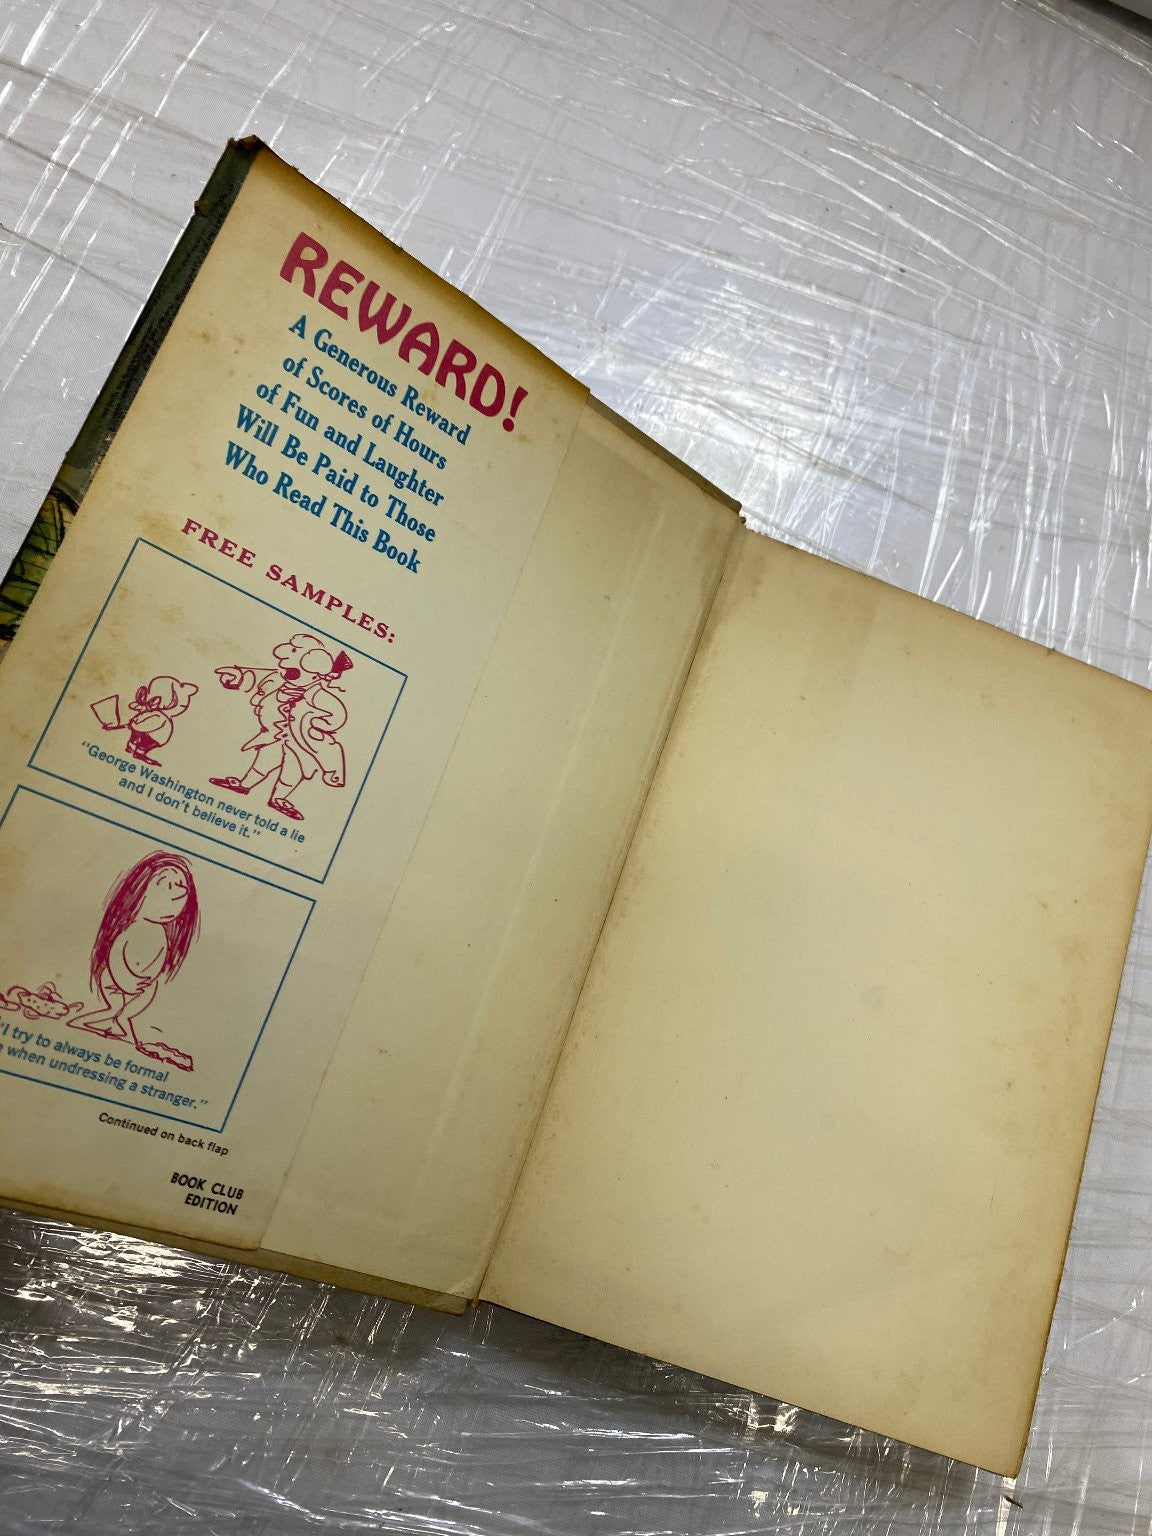 REWARD!
A Generous Reward
of Scores of Hours
of Fun and Laughter
Will Be Paid to Those
Who Read This Book
FREE SAMPLES:
"George Washington never told a lie
and I don't believe it."
"I try to always be formal
when undressing a stranger."
Continued on back flap
BOOK CLUB
EDITION